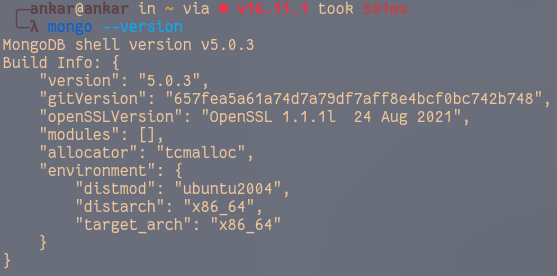 ankar@ankar in ~ via ⬢ v16.11.1 took 591ms
λ mongo --version
MongoDB shell version v5.0.3
Build Info: {
    "version": "5.0.3",
    "gitVersion": "657fea5a61a74d7a79df7aff8e4bcf0bc742b748",
    "openSSLVersion": "OpenSSL 1.1.1l  24 Aug 2021",
    "modules": [],
    "allocator": "tcmalloc",
    "environment": {
        "distmod": "ubuntu2004",
        "distarch": "x86_64",
        "target_arch": "x86_64"
    }
}